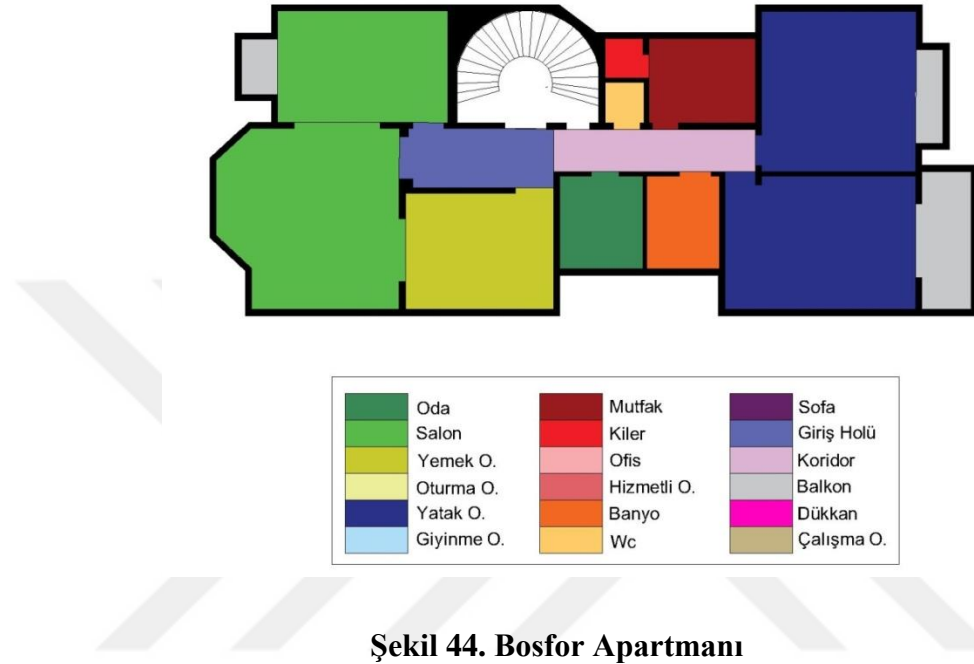 Oda
Salon
Yemek O.
Oturma O.
Yatak O.
Giyinme O.
Mutfak
Kiler
Ofis
Hizmetli O.
Banyo
Wc
Sofa
Giriş Holü
Koridor
Balkon
Dükkan
Çalışma O.
Şekil 44. Bosfor Apartmanı